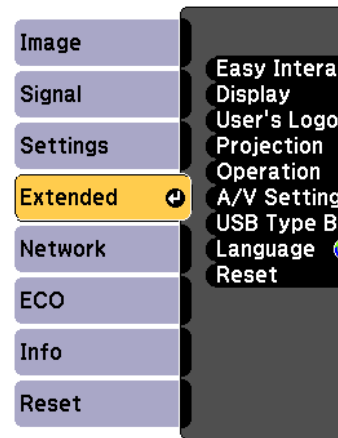 Image
Signal
Settings
Extended
Network
ECO
Info
Reset
Easy Intera
Display
User's Logo
Projection
Operation
A/V Setting
USB Type B
Language
Reset